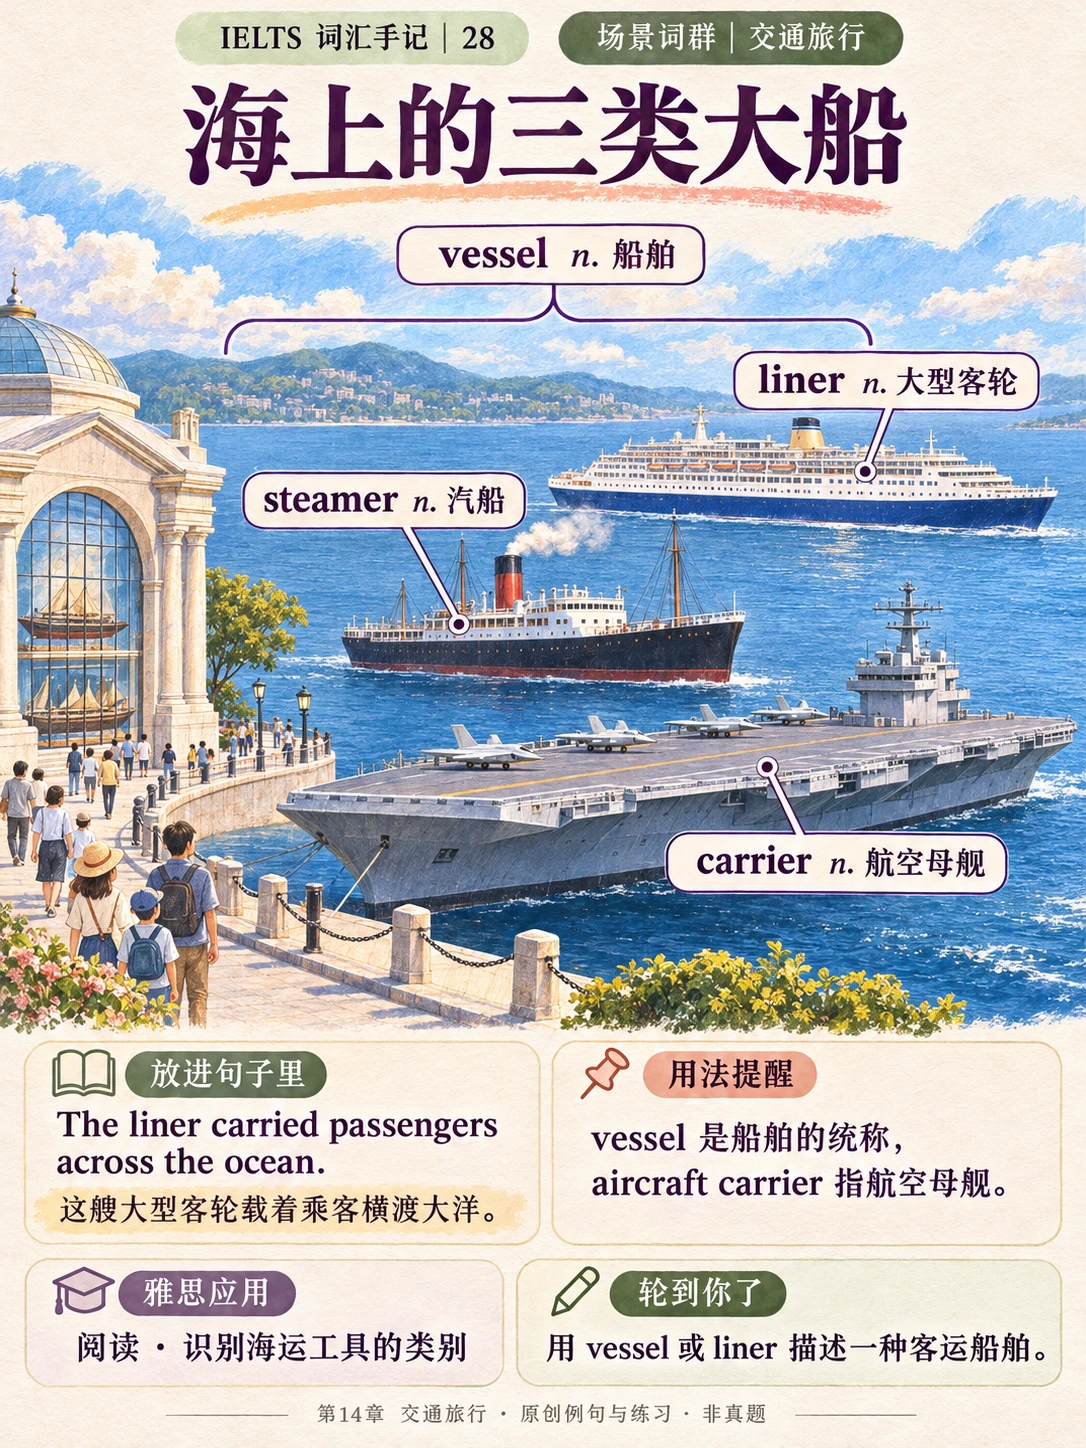 IELTS 词汇手记 | 28
场景词群 | 交通旅行
海上的三类大船
vessel n. 船舶
liner n. 大型客轮
steamer n. 汽船
carrier n. 航空母舰
放进句子里
The liner carried passengers
across the ocean.
这艘大型客轮载着乘客横渡大洋。
用法提醒
vessel 是船舶的统称，
aircraft carrier 指航空母舰。
雅思应用
阅读 · 识别海运工具的类别
轮到你了
用 vessel 或 liner 描述一种客运船舶。
第14章 交通旅行 · 原创例句与练习 · 非真题